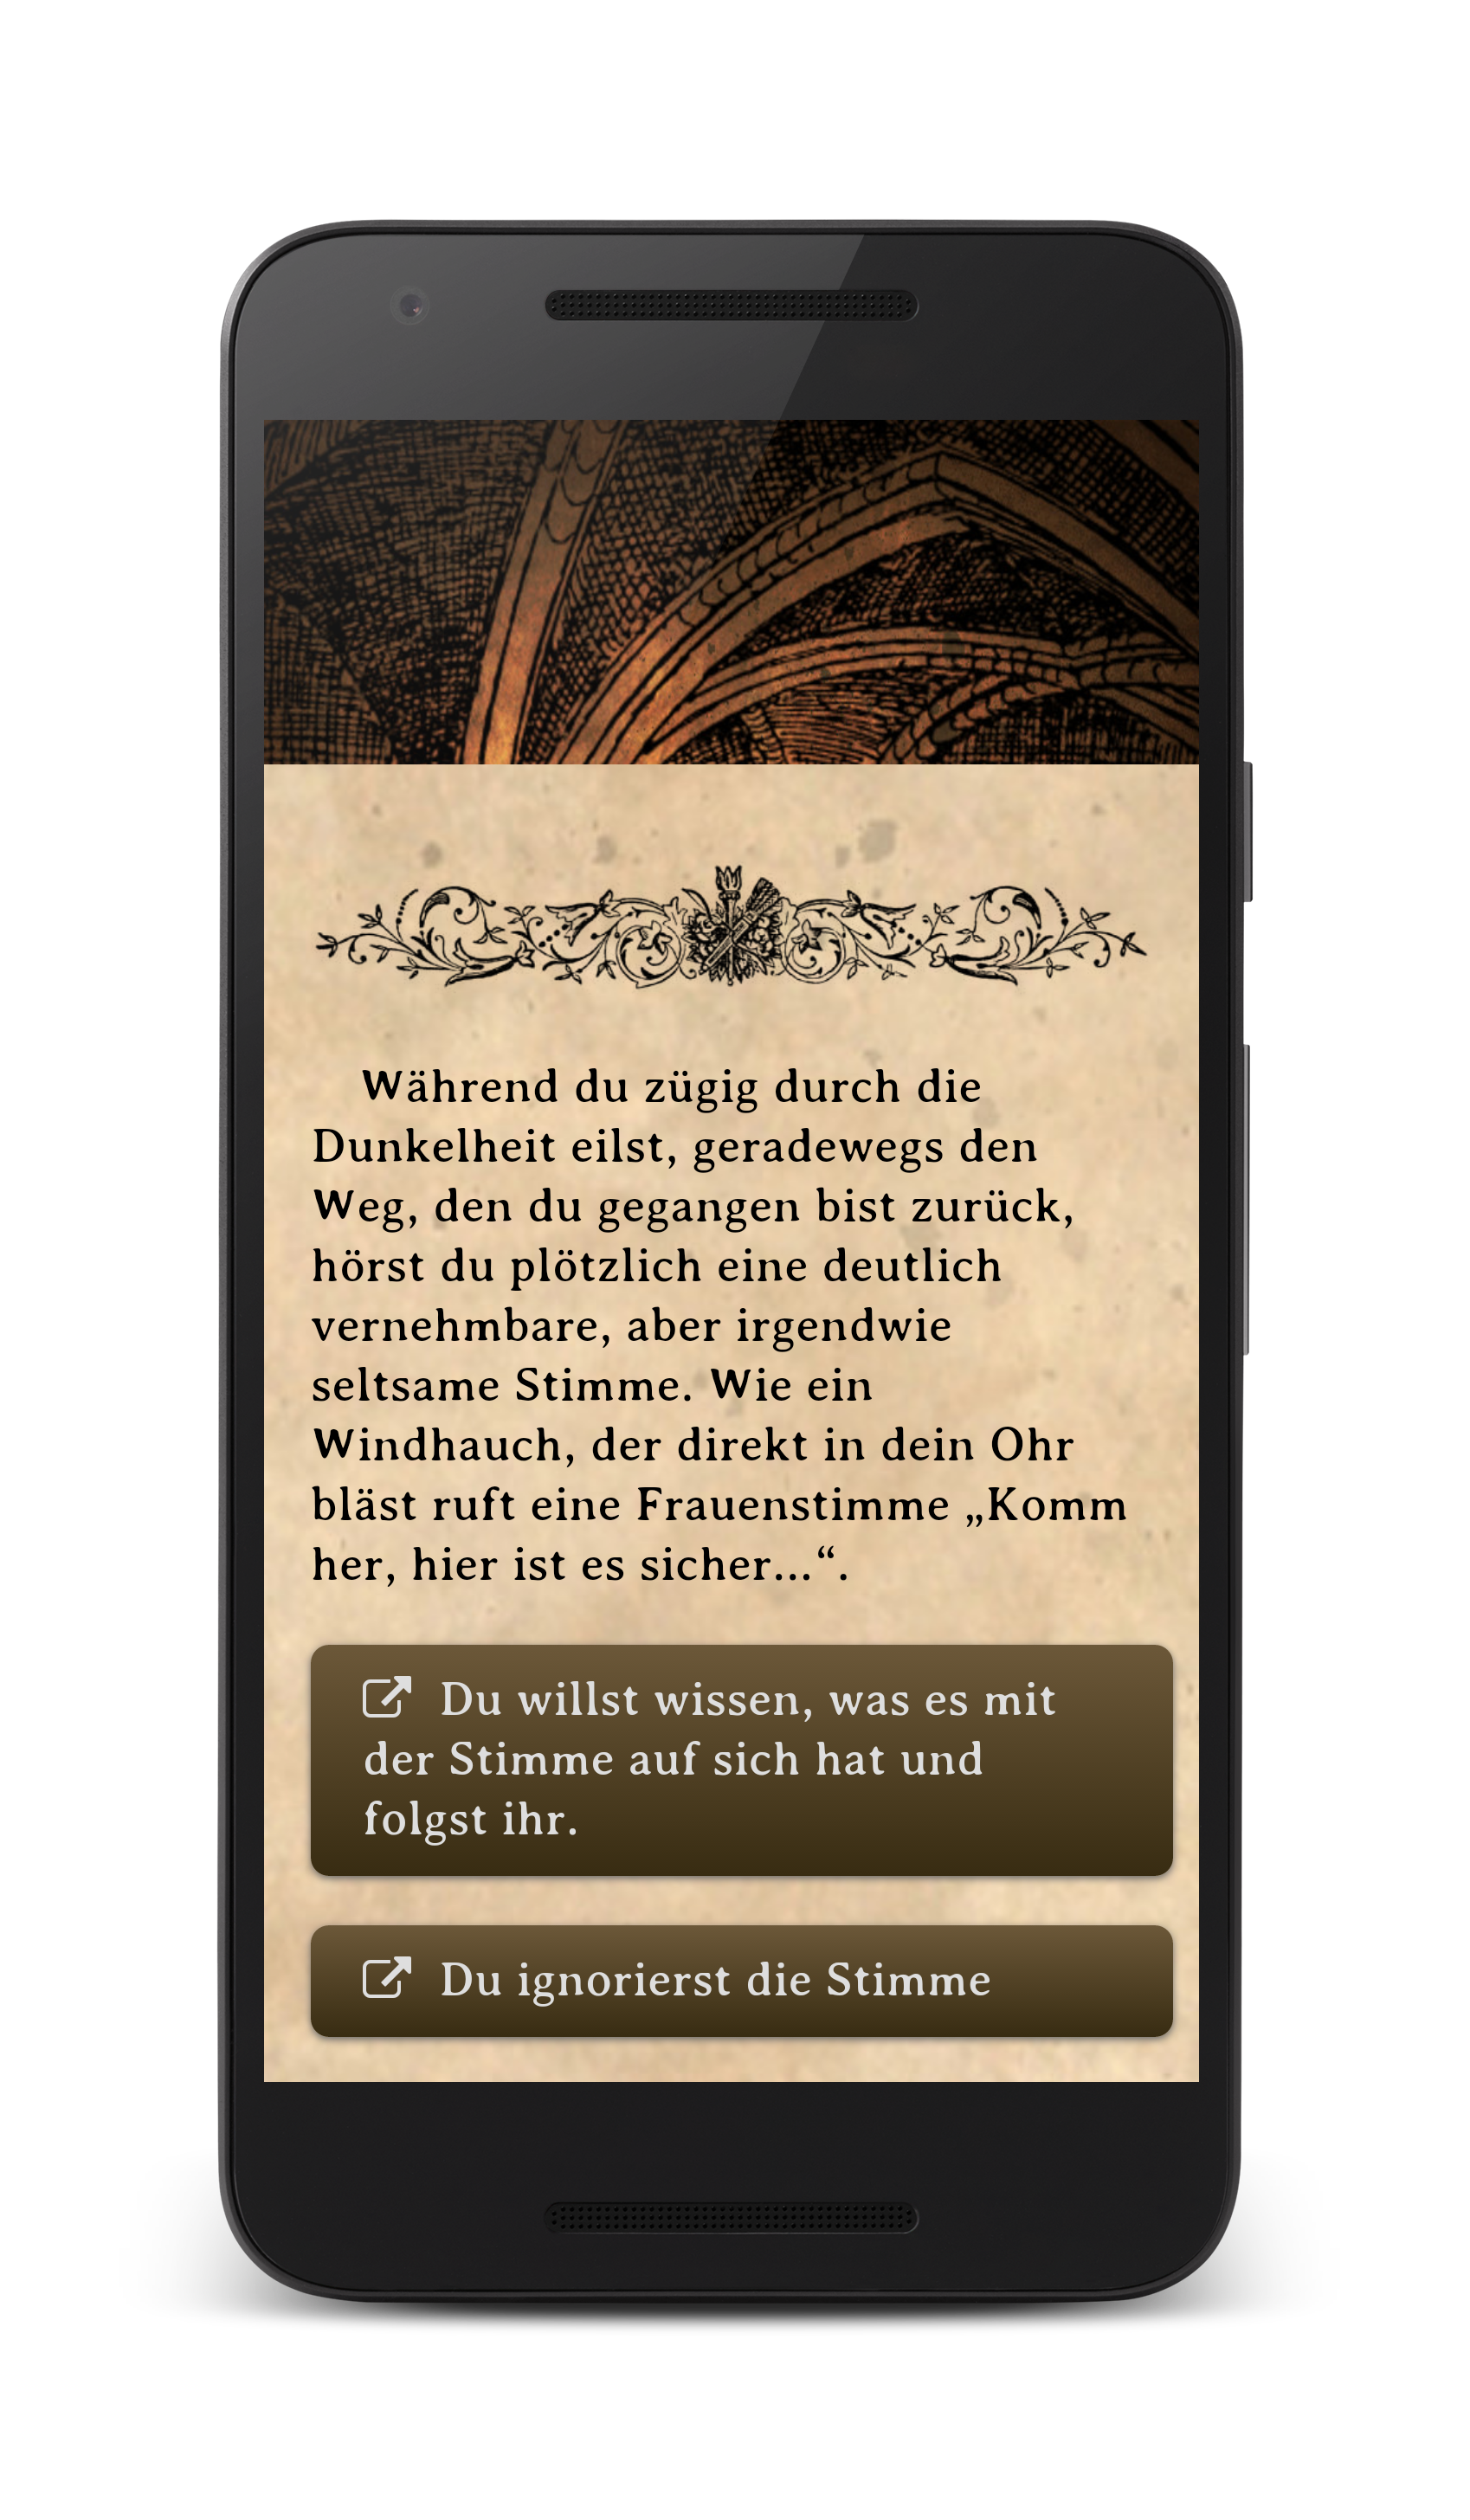 Während du zügig durch die
Dunkelheit eilst, geradewegs den
Weg, den du gegangen bist zurück,
hörst du plötzlich eine deutlich
vernehmbare, aber irgendwie
seltsame Stimme. Wie ein
Windhauch, der direkt in dein Ohr
bläst ruft eine Frauenstimme „Komm
her, hier ist es sicher...“.
Du willst wissen, was es mit
der Stimme auf sich hat und
folgst ihr.
Du ignorierst die Stimme